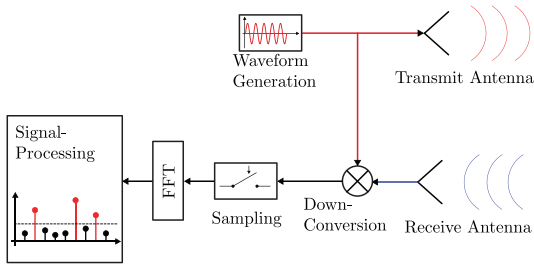 Waveform
Generation
Transmit Antenna
Signal-
Processing
FFT
Sampling
Down-
Conversion
Receive Antenna